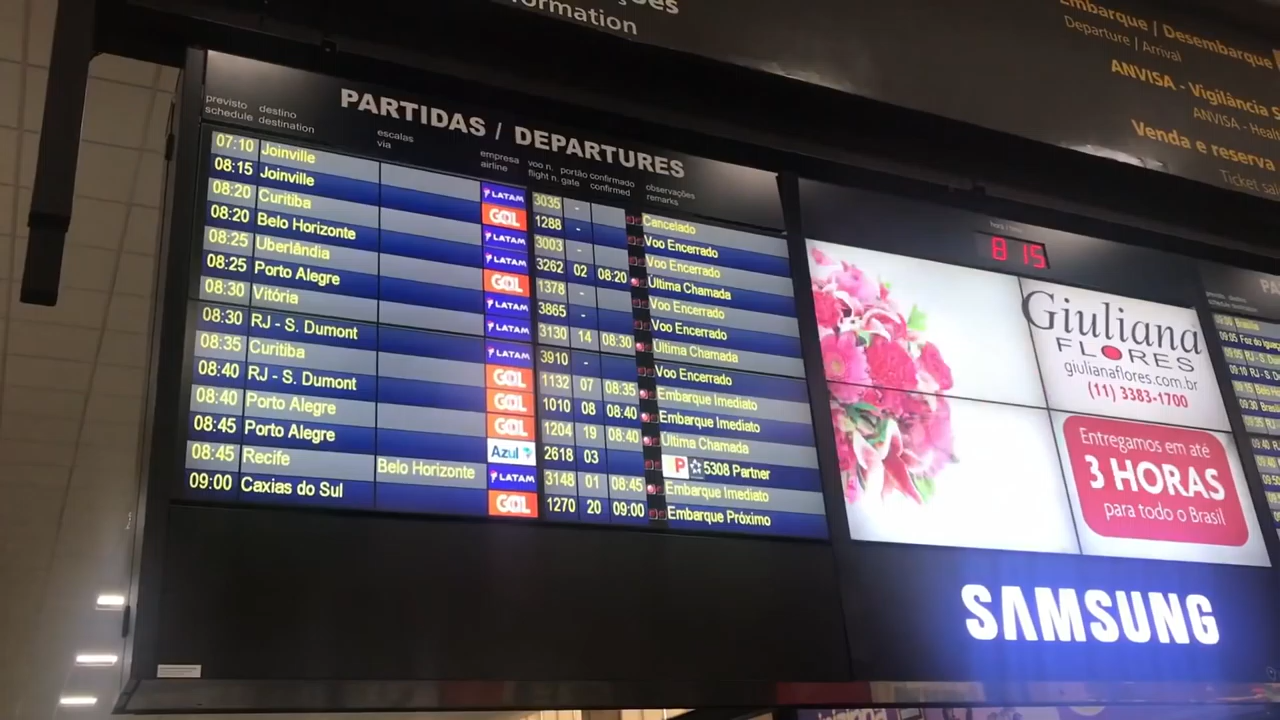 ormation
Embarque / Desembarque
Departure / Arrival
ANVISA - Vigilância S
ANVISA - Heal
Venda e reserva
Ticket sa
PARTIDAS / DEPARTURES
previsto destino escalas empresa voo n. portão confirmado observações
schedule destination via airline flight n. gate confirmed remarks
07:10 Joinville LATAM 3035 - Cancelado
08:15 Joinville GOL 1288 - Voo Encerrado
08:20 Curitiba LATAM 3003 - Voo Encerrado
08:20 Belo Horizonte LATAM 3262 02 08:20 Última Chamada
08:25 Uberlândia GOL 1378 - Voo Encerrado
08:25 Porto Alegre LATAM 3865 - Voo Encerrado
08:30 Vitória LATAM 3130 14 08:30 Última Chamada
08:30 RJ - S. Dumont LATAM 3910 - Voo Encerrado
08:35 Curitiba GOL 1132 07 08:35 Embarque Imediato
08:40 RJ - S. Dumont GOL 1010 08 08:40 Embarque Imediato
08:40 Porto Alegre GOL 1204 19 08:40 Última Chamada
08:45 Porto Alegre Azul 2618 03 P 5308 Partner
08:45 Recife Belo Horizonte LATAM 3148 01 08:45 Embarque Imediato
09:00 Caxias do Sul GOL 1270 20 09:00 Embarque Próximo
8 15
Giuliana
FLORES
giulianaflores.com.br
(11) 3383-1700
Entregamos em até
3 HORAS
para todo o Brasil
SAMSUNG